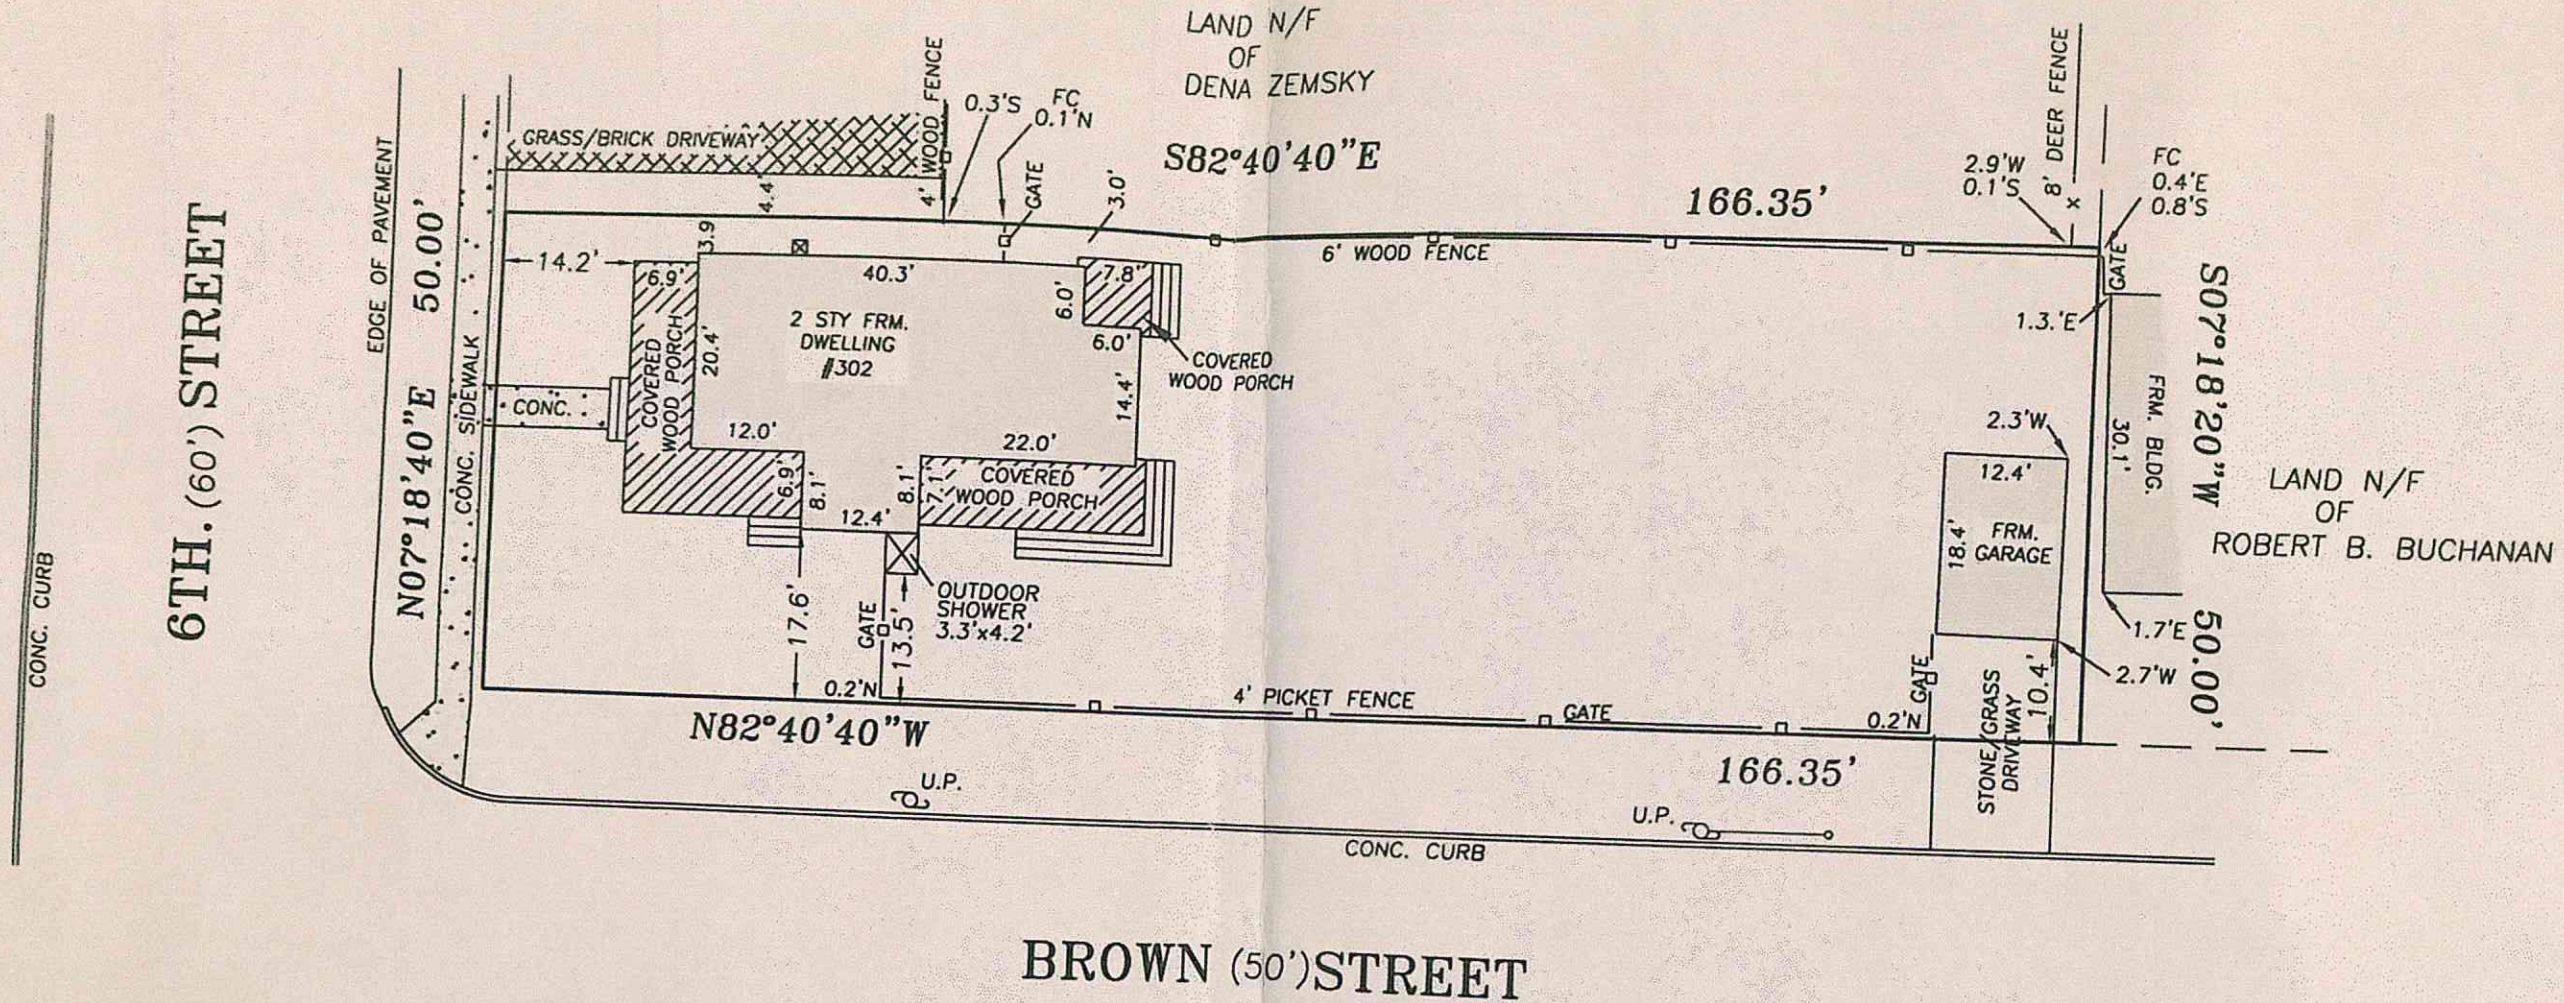 LAND N/F
OF
DENA ZEMSKY
4' WOOD FENCE
0.3'S
FC
0.1'N
GATE
3.0'
S82°40'40"E
166.35'
2.9'W
0.1'S
8' DEER FENCE
x
FC
0.4'E
0.8'S
GATE
GRASS/BRICK DRIVEWAY
4.4'
3.9
EDGE OF PAVEMENT
50.00'
N07°18'40"E
CONC. SIDEWALK
6TH. (60') STREET
CONC. CURB
14.2'
6.9'
40.3'
7.8'
6.0'
6' WOOD FENCE
2 STY FRM.
DWELLING
#302
20.4'
COVERED
WOOD PORCH
6.0'
14.4'
COVERED
WOOD PORCH
CONC.
12.0'
22.0'
6.9'
8.1'
8.1'
7.1'
COVERED
WOOD PORCH
12.4'
OUTDOOR
SHOWER
3.3'x4.2'
17.6'
GATE
13.5'
0.2'N
1.3.'E
FRM. BLDG.
30.1'
S07°18'20"W
50.00'
2.3'W
12.4'
18.4'
FRM.
GARAGE
LAND N/F
OF
ROBERT B. BUCHANAN
1.7'E
2.7'W
10.4'
GATE
STONE/GRASS
DRIVEWAY
0.2'N
4' PICKET FENCE
GATE
N82°40'40"W
166.35'
U.P.
U.P.
CONC. CURB
BROWN (50') STREET